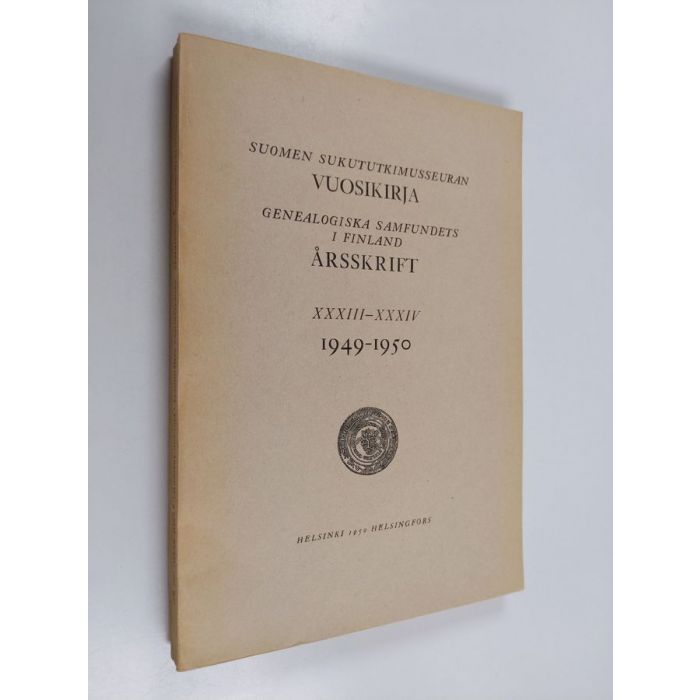 SUOMEN SUKUTUTKIMUSSEURAN
VUOSIKIRJA
GENEALOGISKA SAMFUNDETS
I FINLAND
ÅRSSKRIFT
XXXIII–XXXIV
1949-1950
HELSINKI 1950 HELSINGFORS